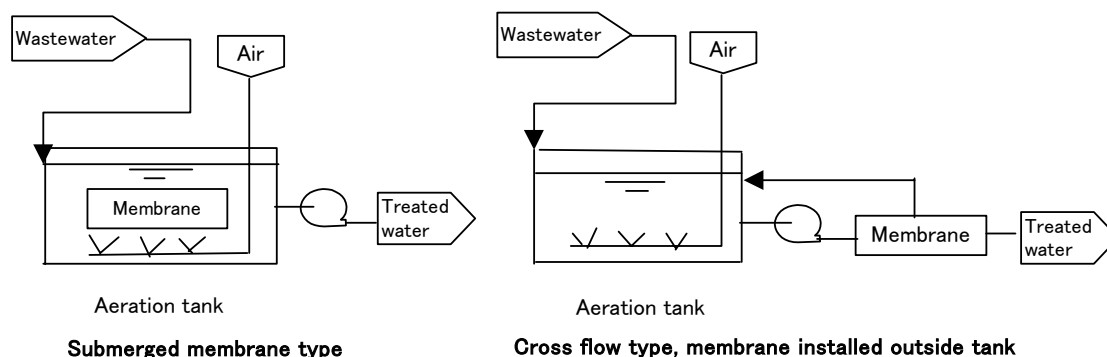 Wastewater
Air
Membrane
Treated
water
Aeration tank
Submerged membrane type
Wastewater
Air
Membrane
Treated
water
Aeration tank
Cross flow type, membrane installed outside tank